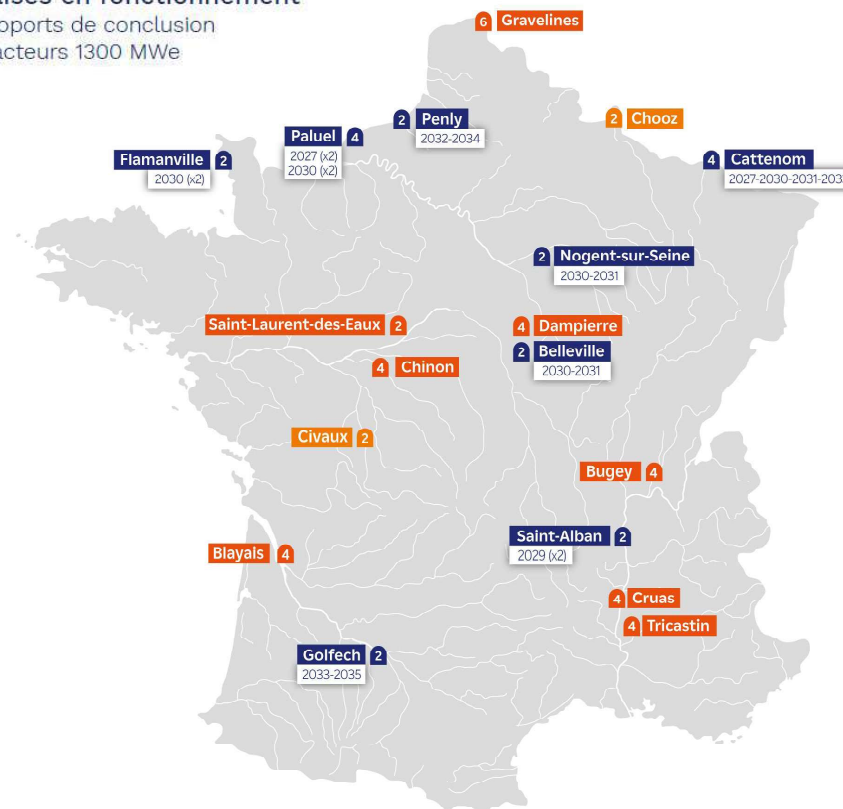 en fonctionnement
ports de conclusion
acteurs 1300 MWe
6 Gravelines
2 Penly
2032-2034
2 Chooz
Paluel 4
2027 (x2)
2030 (x2)
Flamanville 2
2030 (x2)
4 Cattenom
2027-2030-2031-203
2 Nogent-sur-Seine
2030-2031
Saint-Laurent-des-Eaux 2
4 Dampierre
2 Belleville
2030-2031
4 Chinon
Civaux 2
Bugey 4
Saint-Alban 2
2029 (x2)
Blayais 4
4 Cruas
4 Tricastin
Golfech 2
2033-2035